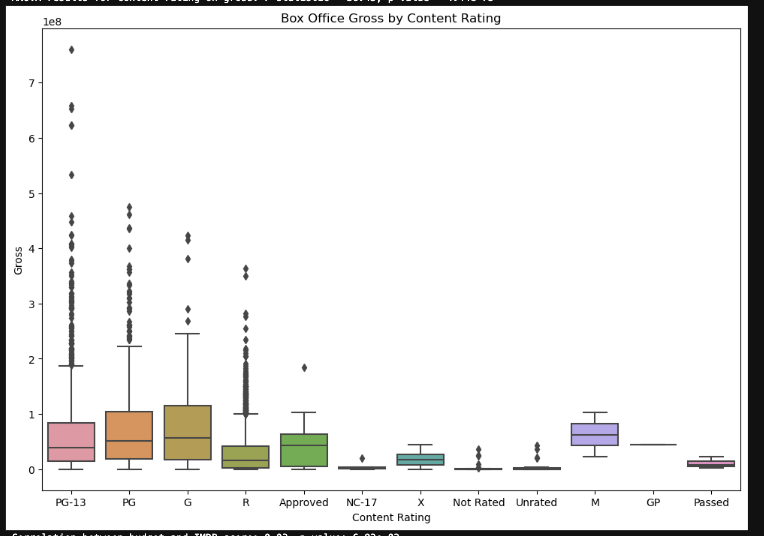 Box Office Gross by Content Rating
1e8
7
6
5
4
3
2
1
0
Gross
PG-13 PG G R Approved NC-17 X Not Rated Unrated M GP Passed
Content Rating